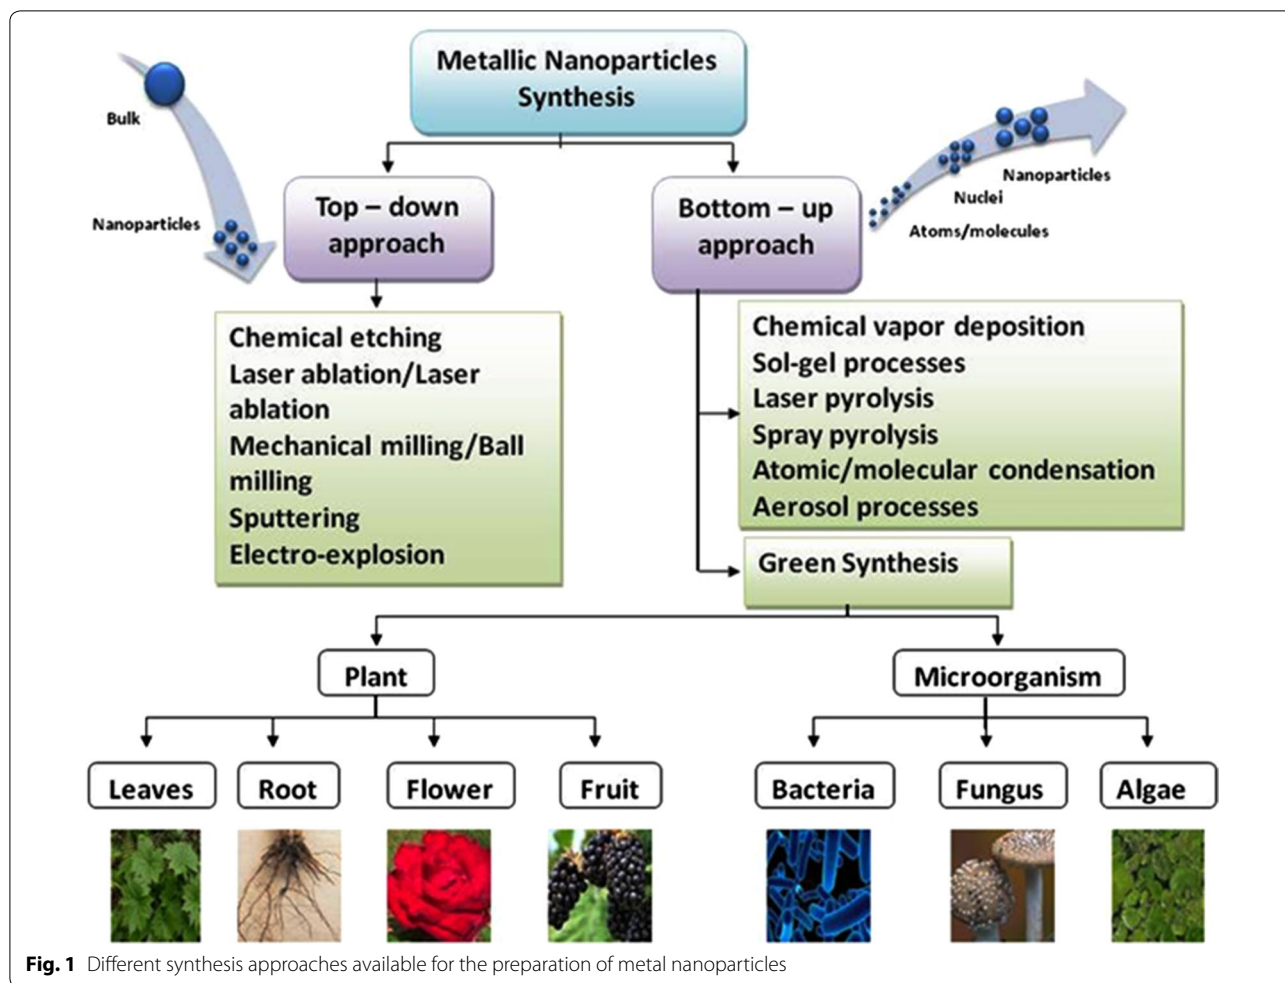 Metallic Nanoparticles
Synthesis
Bulk
Nanoparticles
Top – down
approach
Bottom – up
approach
Nanoparticles
Nuclei
Atoms/molecules
Chemical etching
Laser ablation/Laser
ablation
Mechanical milling/Ball
milling
Sputtering
Electro-explosion
Chemical vapor deposition
Sol-gel processes
Laser pyrolysis
Spray pyrolysis
Atomic/molecular condensation
Aerosol processes
Green Synthesis
Plant
Microorganism
Leaves
Root
Flower
Fruit
Bacteria
Fungus
Algae
Fig. 1 Different synthesis approaches available for the preparation of metal nanoparticles